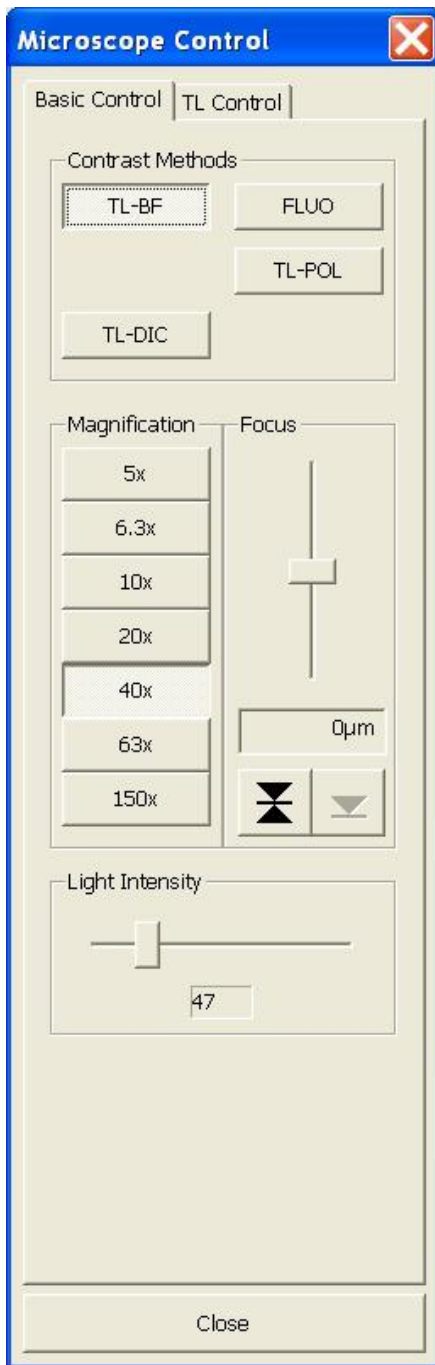 Microscope Control
Basic Control
TL Control
Contrast Methods
TL-BF
FLUO
TL-POL
TL-DIC
Magnification
5x
6.3x
10x
20x
40x
63x
150x
Focus
0µm
Light Intensity
47
Close